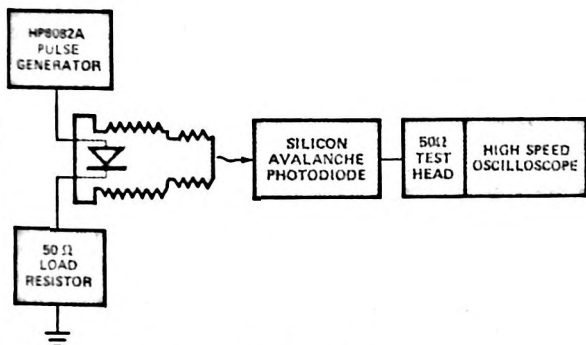 HP8082A
PULSE
GENERATOR
SILICON
AVALANCHE
PHOTODIODE
50Ω
TEST
HEAD
HIGH SPEED
OSCILLOSCOPE
50 Ω
LOAD
RESISTOR